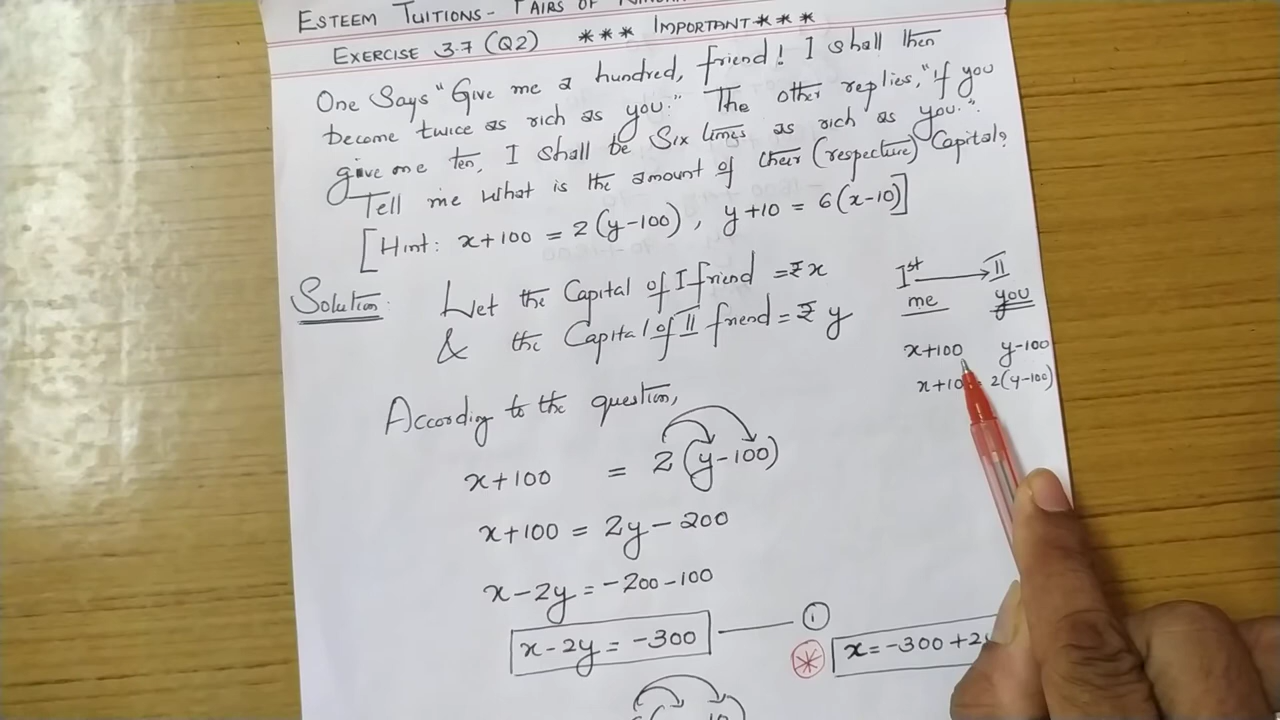 ESTEEM TUITIONS- PAIRS OF
EXERCISE 3.7 (Q2) *** IMPORTANT ***
One Says "Give me a hundred, friend! I shall then
become twice as rich as you." The other replies, "if you
give me ten, I shall be Six times as rich as you.".
Tell me what is the amount of their (respective) Capital?
[Hint: x+100 = 2(y-100), y+10 = 6(x-10)]
Solution: Let the Capital of I friend = ₹ x
& the Capital of II friend = ₹ y
Ist → II
me you
x+100 y-100
x+10 = 2(y-100)
According to the question,
x+100 = 2(y-100)
x+100 = 2y-200
x-2y = -200-100
x-2y = -300 ① 
x = -300+2y